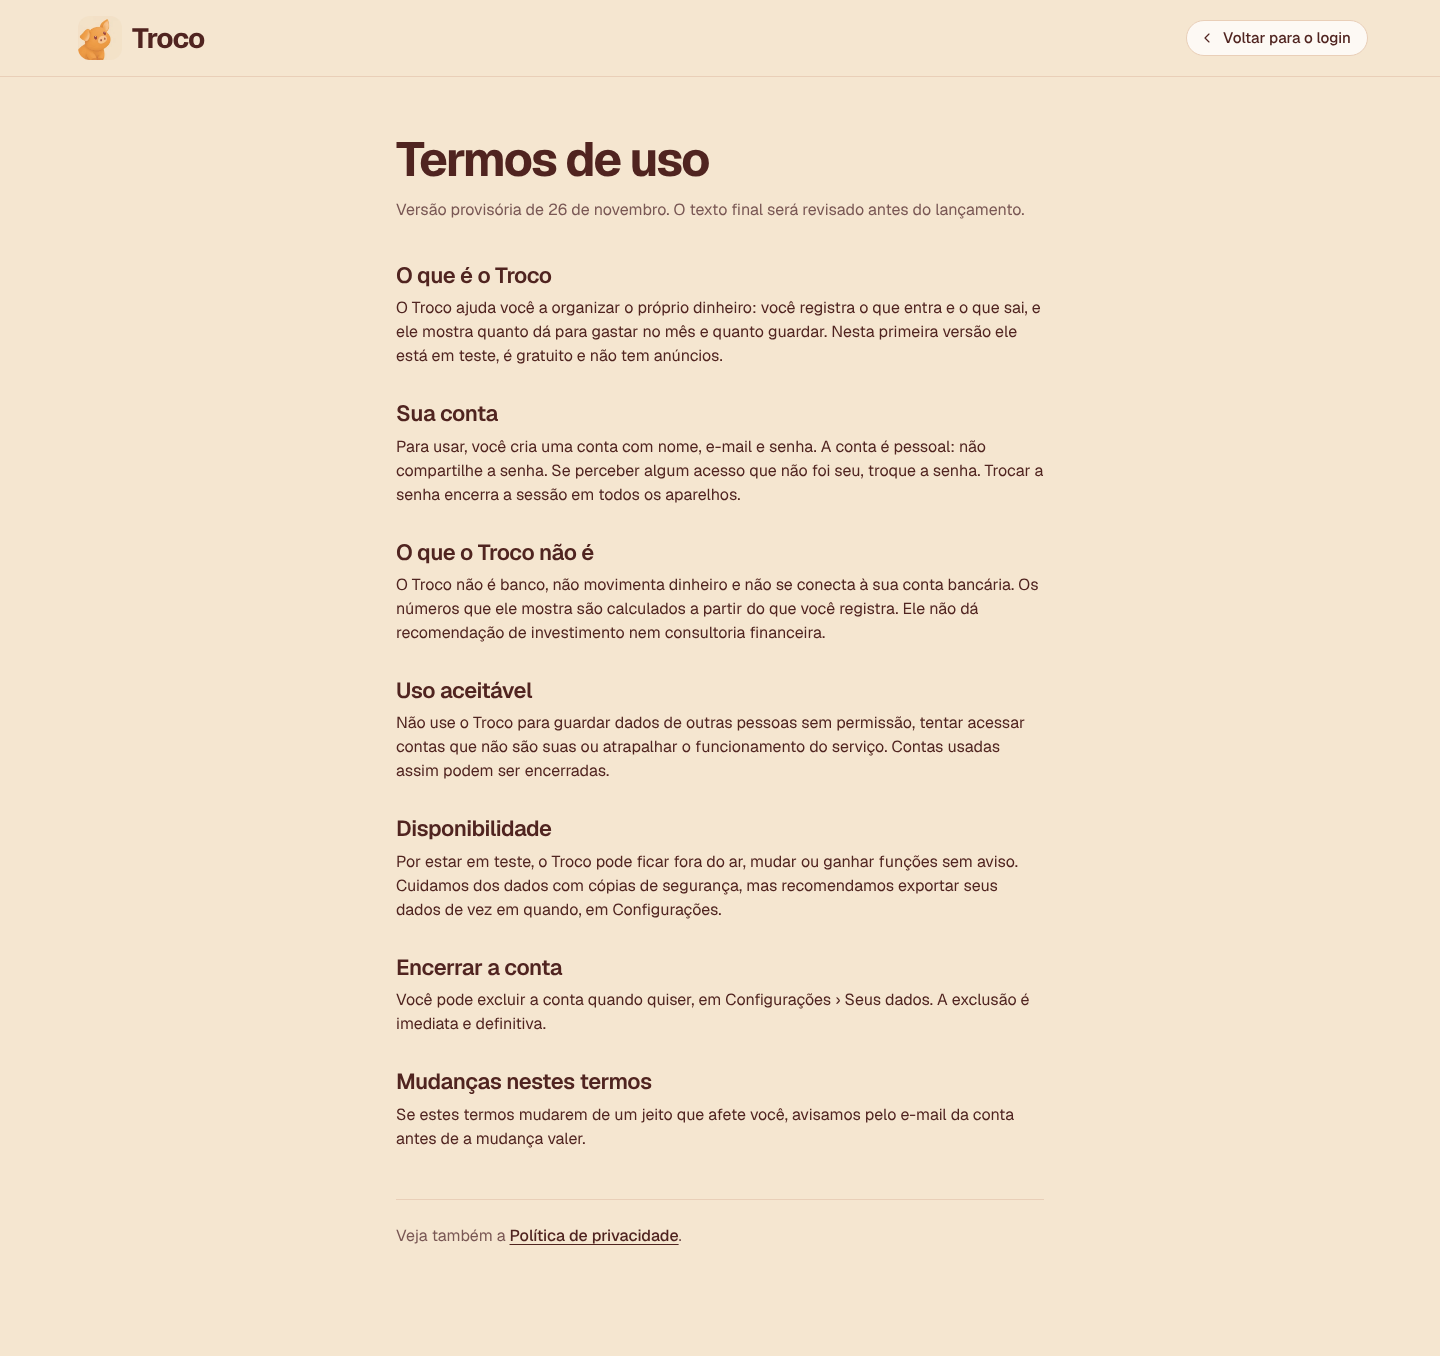 Troco
Voltar para o login
Termos de uso
Versão provisória de 26 de novembro. O texto final será revisado antes do lançamento.
O que é o Troco
O Troco ajuda você a organizar o próprio dinheiro: você registra o que entra e o que sai, e
ele mostra quanto dá para gastar no mês e quanto guardar. Nesta primeira versão ele
está em teste, é gratuito e não tem anúncios.
Sua conta
Para usar, você cria uma conta com nome, e-mail e senha. A conta é pessoal: não
compartilhe a senha. Se perceber algum acesso que não foi seu, troque a senha. Trocar a
senha encerra a sessão em todos os aparelhos.
O que o Troco não é
O Troco não é banco, não movimenta dinheiro e não se conecta à sua conta bancária. Os
números que ele mostra são calculados a partir do que você registra. Ele não dá
recomendação de investimento nem consultoria financeira.
Uso aceitável
Não use o Troco para guardar dados de outras pessoas sem permissão, tentar acessar
contas que não são suas ou atrapalhar o funcionamento do serviço. Contas usadas
assim podem ser encerradas.
Disponibilidade
Por estar em teste, o Troco pode ficar fora do ar, mudar ou ganhar funções sem aviso.
Cuidamos dos dados com cópias de segurança, mas recomendamos exportar seus
dados de vez em quando, em Configurações.
Encerrar a conta
Você pode excluir a conta quando quiser, em Configurações › Seus dados. A exclusão é
imediata e definitiva.
Mudanças nestes termos
Se estes termos mudarem de um jeito que afete você, avisamos pelo e-mail da conta
antes de a mudança valer.
Veja também a Política de privacidade.